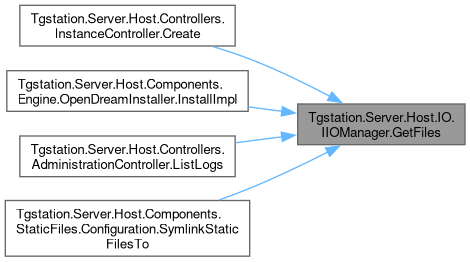 Tgstation.Server.Host.Controllers.
InstanceController.Create
Tgstation.Server.Host.Components.
Engine.OpenDreamInstaller.InstallImpl
Tgstation.Server.Host.IO.
IIOManager.GetFiles
Tgstation.Server.Host.Controllers.
AdministrationController.ListLogs
Tgstation.Server.Host.Components.
StaticFiles.Configuration.SymlinkStatic
FilesTo